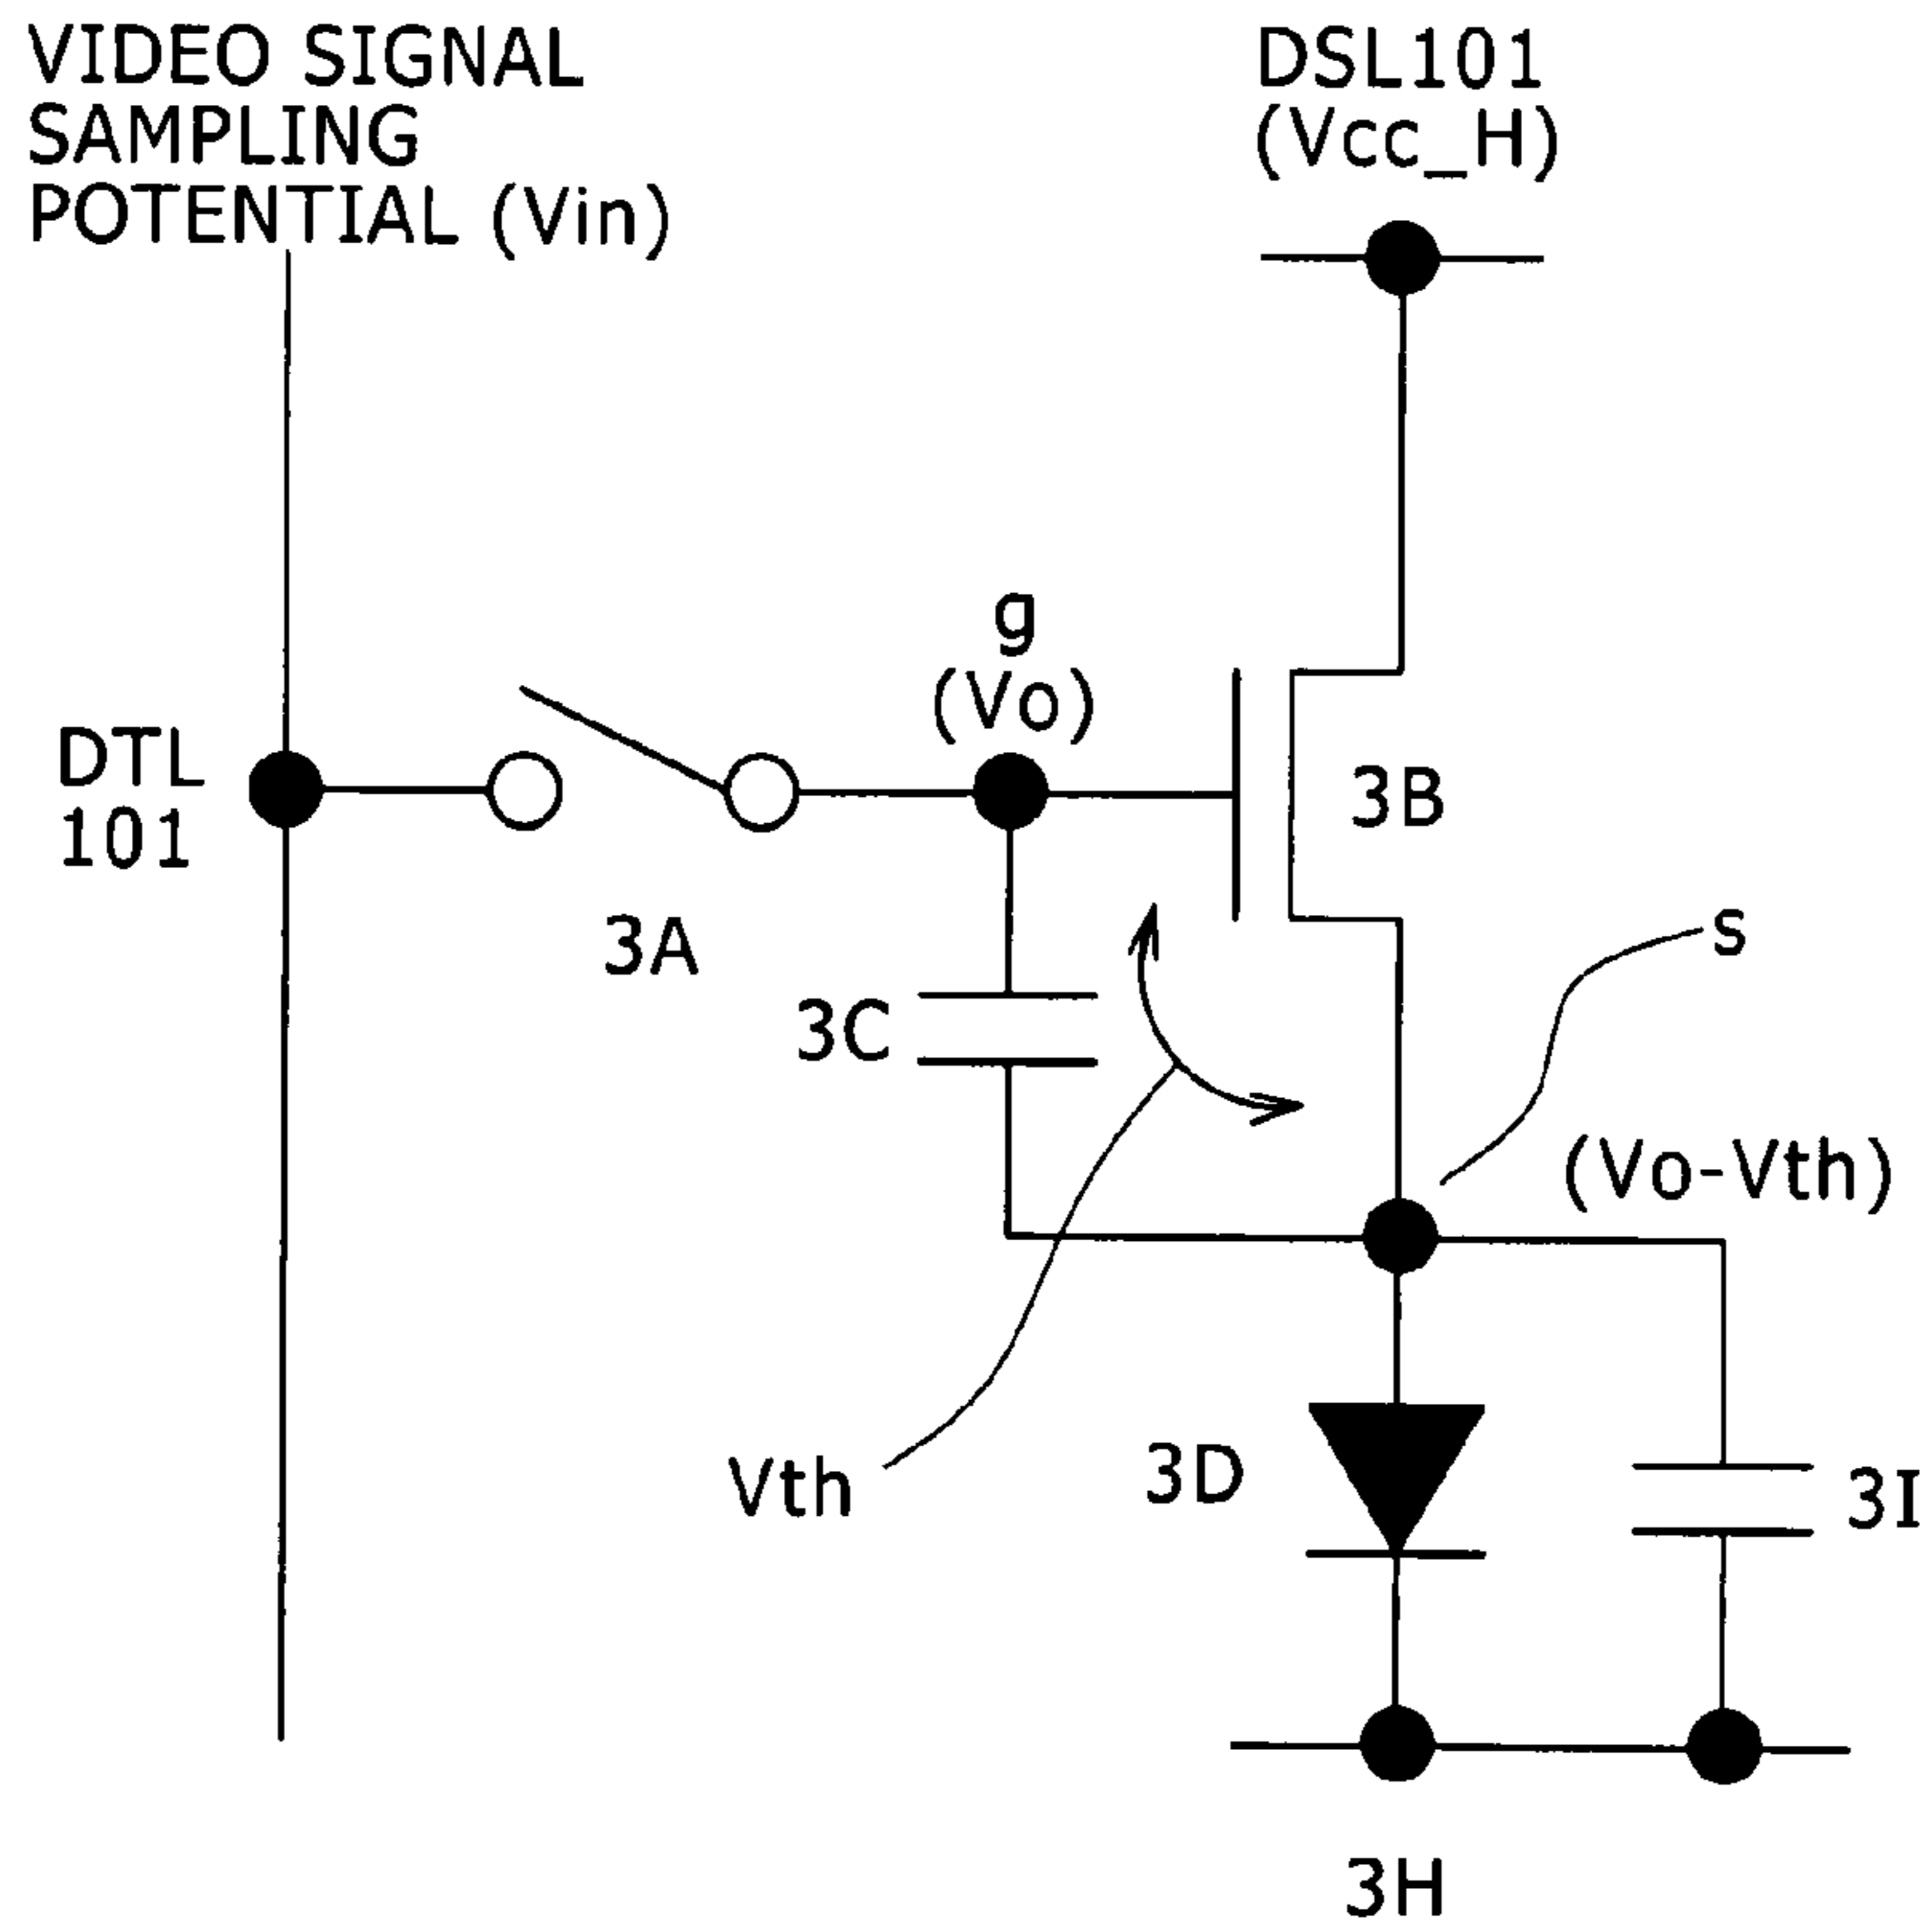 VIDEO SIGNAL
SAMPLING
POTENTIAL (Vin)
DSL101
(Vcc_H)
g
(Vo)
DTL
101
3B
3A
s
3C
(Vo-Vth)
Vth
3D
3I
3H